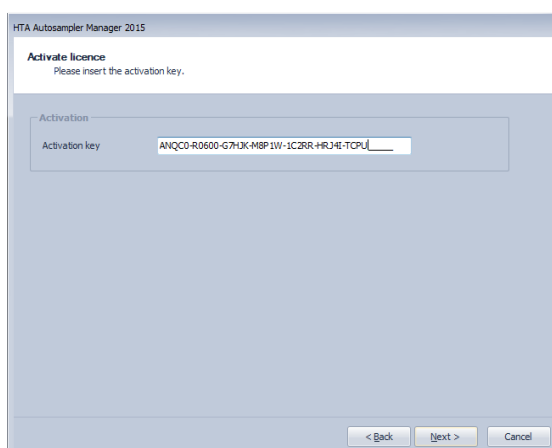 HTA Autosampler Manager 2015
Activate licence
Please insert the activation key.
Activation
Activation key ANQC0-R0600-G7HJK-M8P1W-1C2RR-HRJ4I-TCPU_____
< Back Next > Cancel